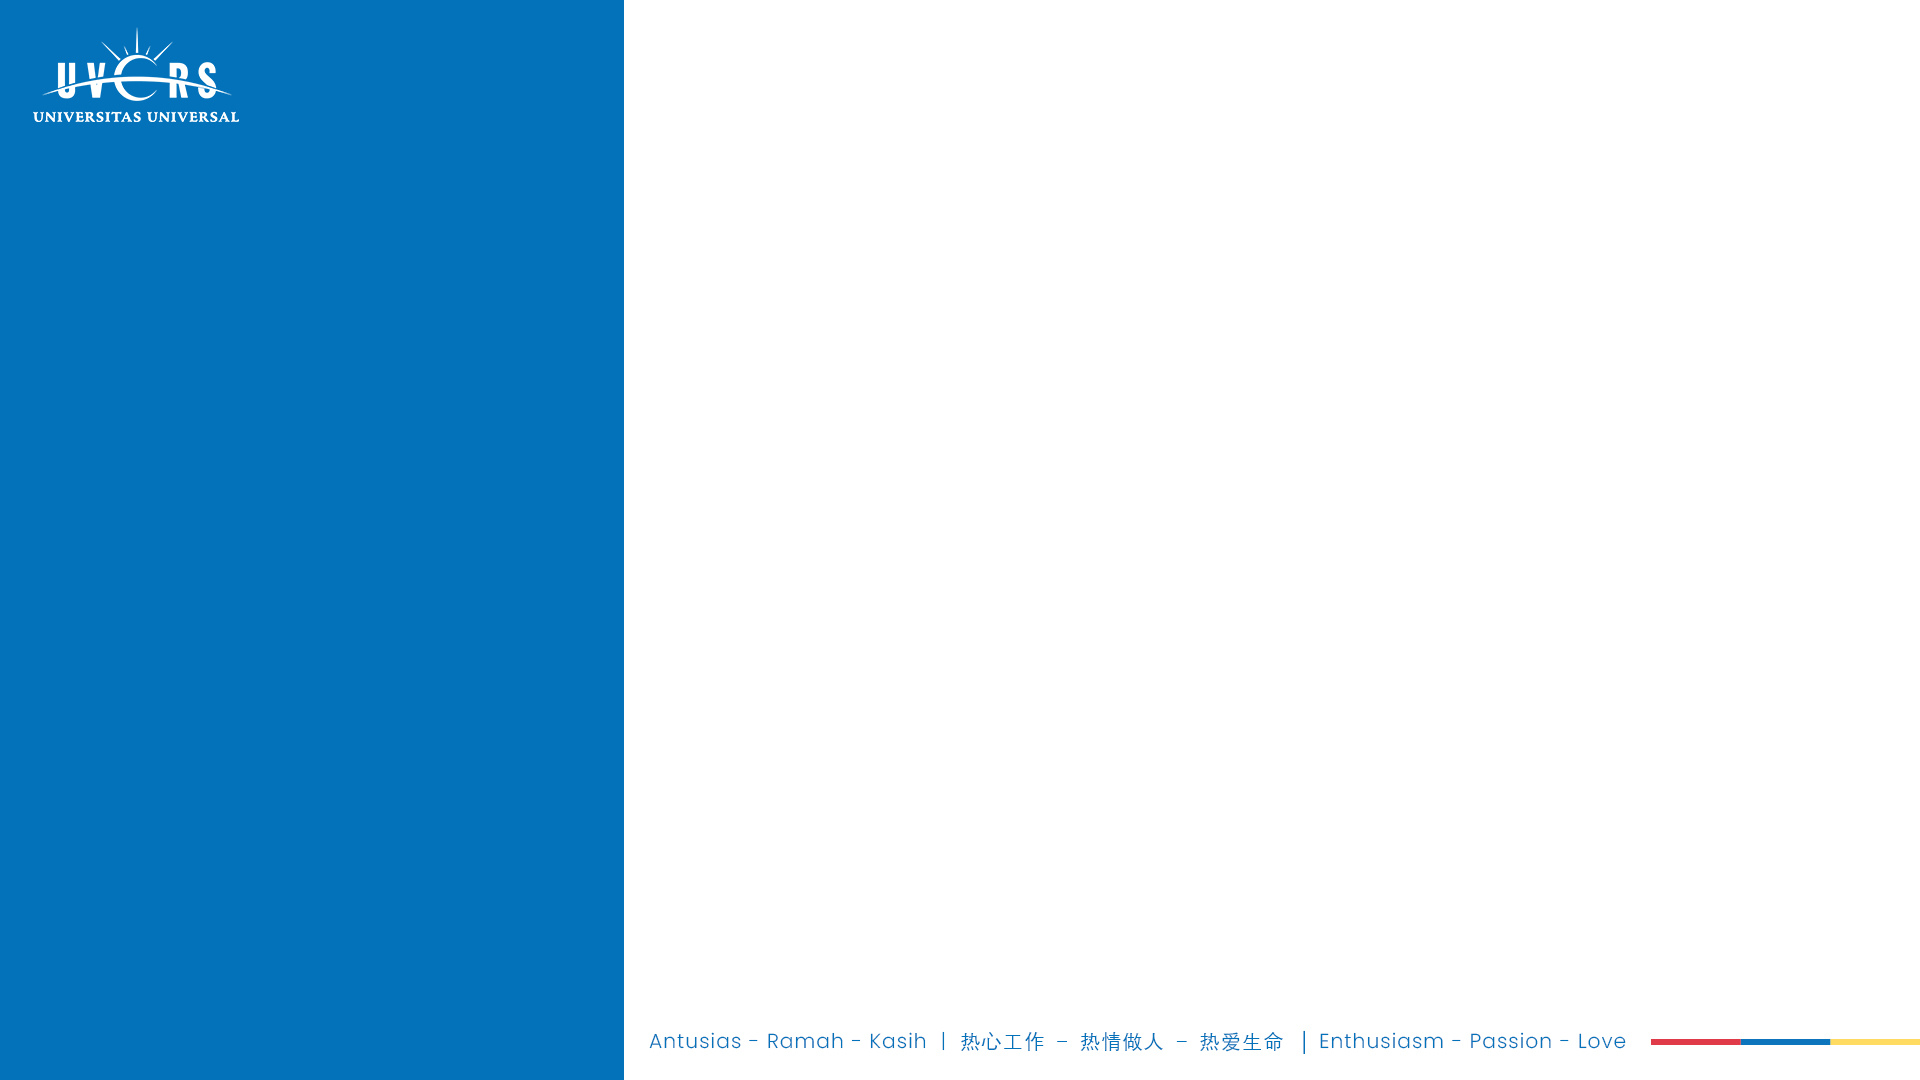 UVERS
UNIVERSITAS UNIVERSAL
Antusias - Ramah - Kasih | 热心工作 – 热情做人 – 热爱生命 | Enthusiasm - Passion - Love